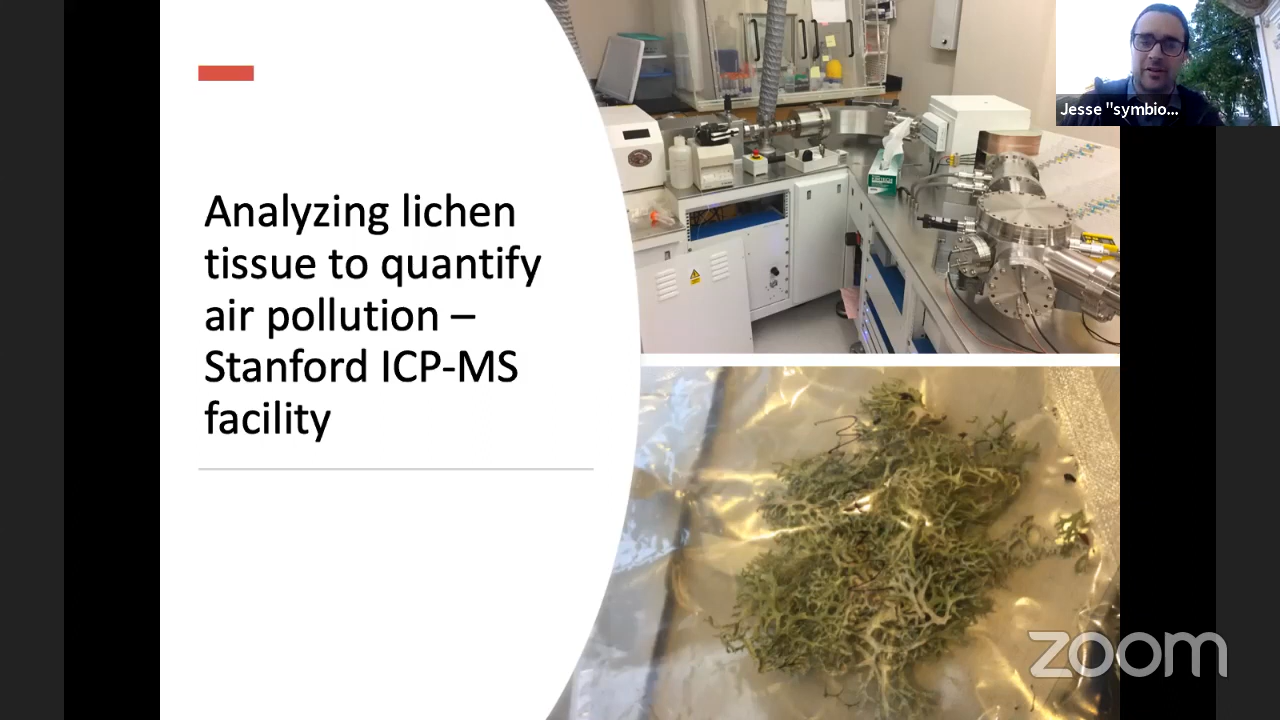 Analyzing lichen
tissue to quantify
air pollution –
Stanford ICP-MS
facility
Jesse "symbio...
zoom